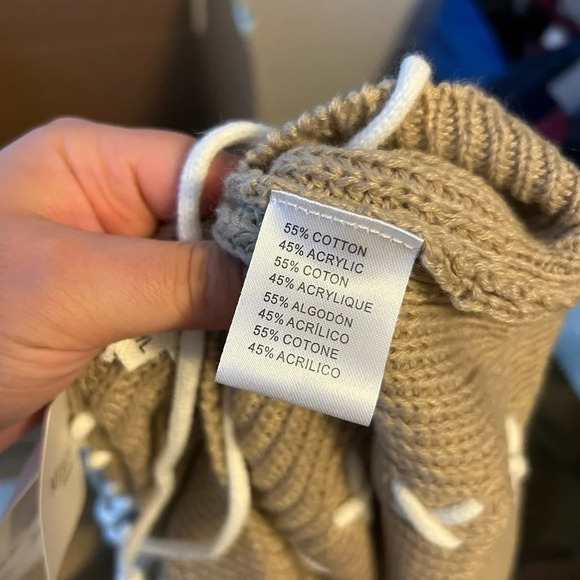 55% COTTON
45% ACRYLIC
55% COTON
45% ACRYLIQUE
55% ALGODÓN
45% ACRÍLICO
55% COTONE
45% ACRILICO